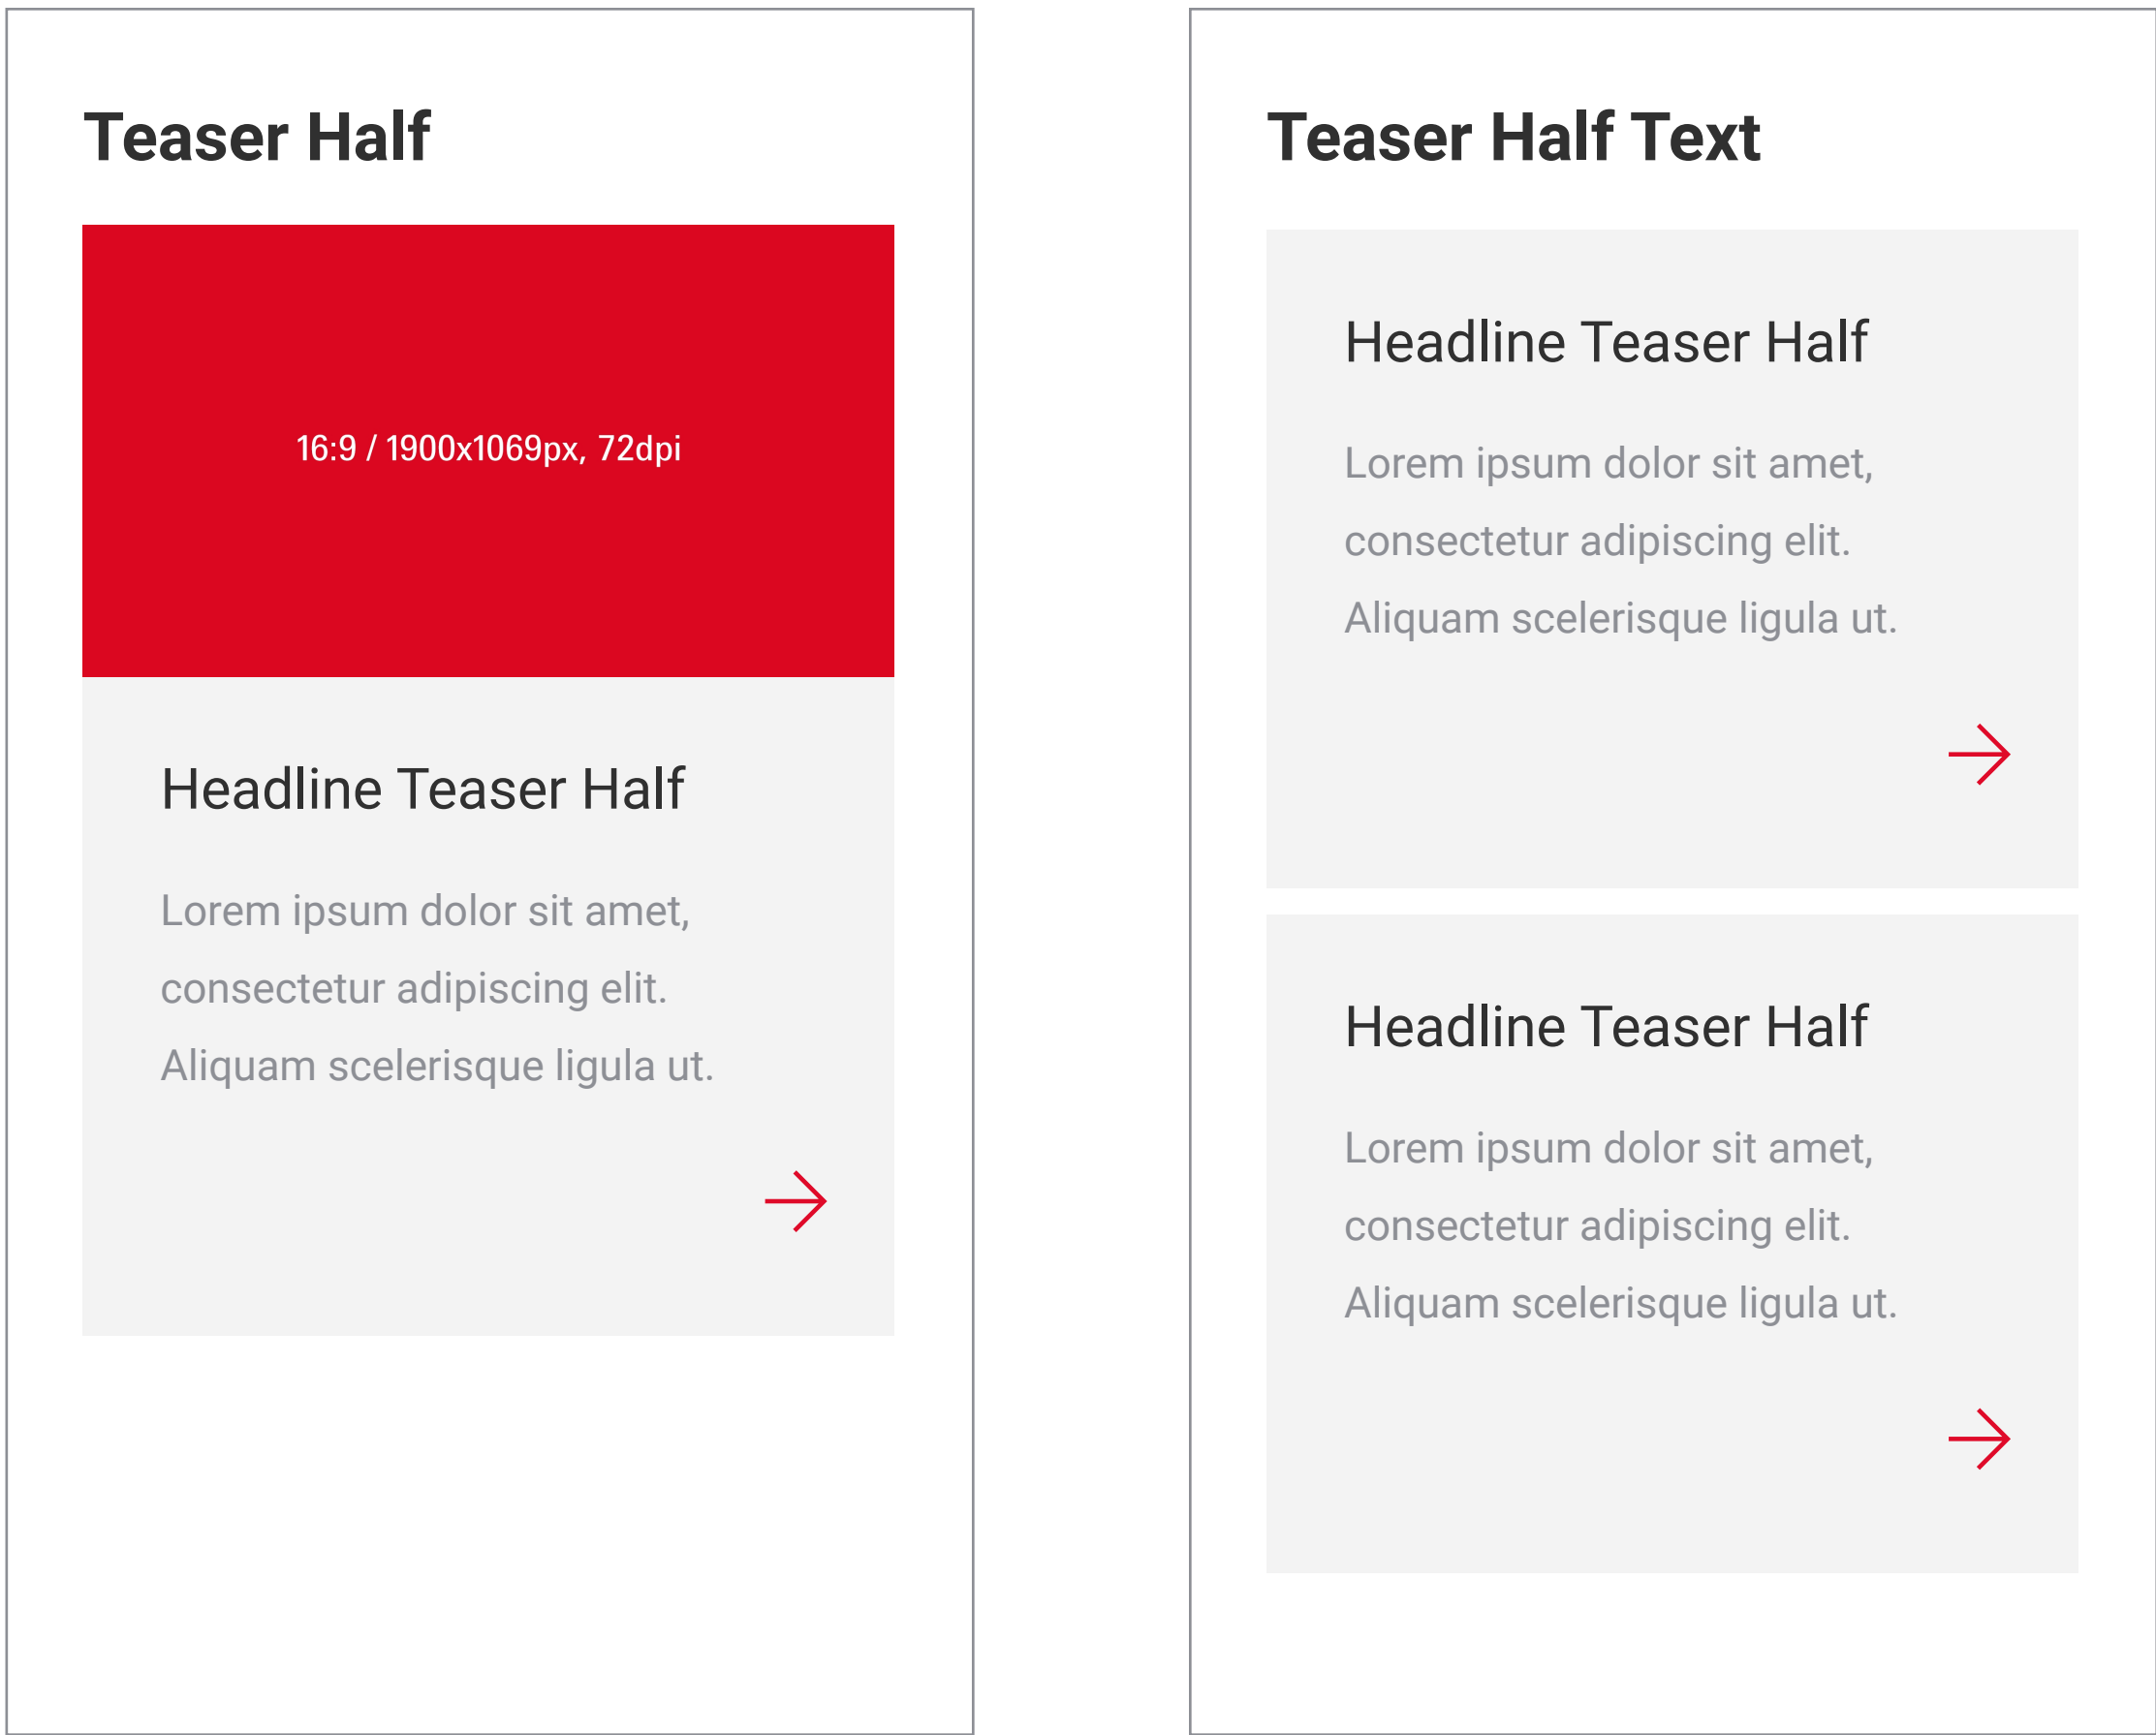 Teaser Half
16:9 / 1900x1069px, 72dpi
Headline Teaser Half
Lorem ipsum dolor sit amet,
consectetur adipiscing elit.
Aliquam scelerisque ligula ut.
Teaser Half Text
Headline Teaser Half
Lorem ipsum dolor sit amet,
consectetur adipiscing elit.
Aliquam scelerisque ligula ut.
Headline Teaser Half
Lorem ipsum dolor sit amet,
consectetur adipiscing elit.
Aliquam scelerisque ligula ut.